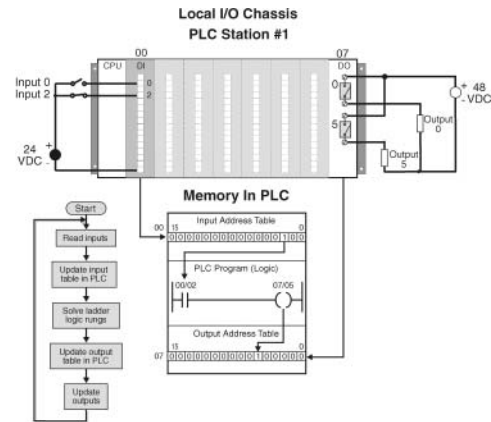 Local I/O Chassis
PLC Station #1
00
07
CPU
DI
DO
Input 0
0
Input 2
2
0
5
+
48
VDC
-
Output
0
Output
5
24
VDC
+
-
Memory In PLC
Start
Read inputs
Update input
table in PLC
Solve ladder
logic rungs
Update output
table in PLC
Update
outputs
Input Address Table
15
0
00
0 0 0 0 0 0 0 0 0 0 0 0 0 1 0 0
PLC Program (Logic)
00/02
07/05
Output Address Table
15
0
07
0 0 0 0 0 0 0 0 0 0 1 0 0 0 0 0